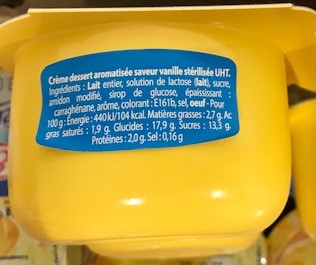 Crème dessert aromatisée saveur vanille stérilisée UHT.
Ingrédients : Lait entier, solution de lactose (lait), sucre,
amidon modifié, sirop de glucose, épaississant :
carraghénane, arôme, colorant : E161b, sel, oeuf - Pour
100 g : Énergie : 440 kJ/104 kcal. Matières grasses : 2,7 g. Ac
gras saturés : 1,9 g. Glucides : 17,9 g. Sucres : 13,3 g.
Protéines : 2,0 g. Sel : 0,16 g